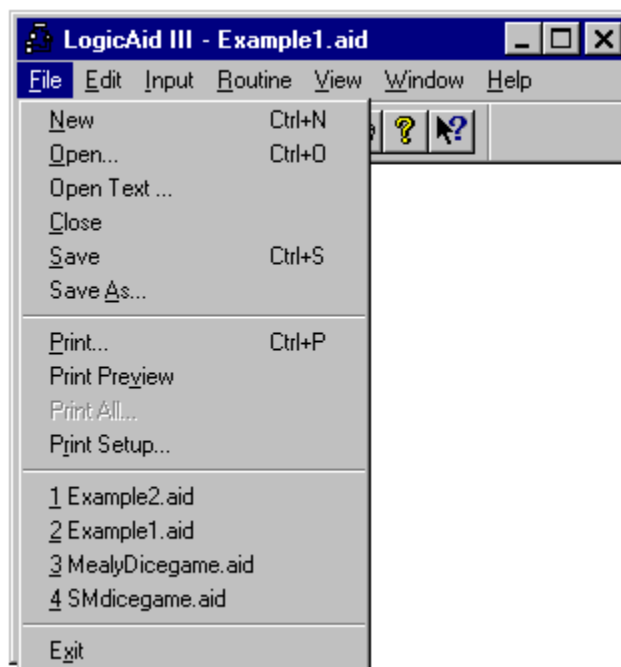 LogicAid III - Example1.aid
File Edit Input Routine View Window Help
New Ctrl+N
Open... Ctrl+O
Open Text ...
Close
Save Ctrl+S
Save As...
Print... Ctrl+P
Print Preview
Print All...
Print Setup...
1 Example2.aid
2 Example1.aid
3 MealyDicegame.aid
4 SMdicegame.aid
Exit